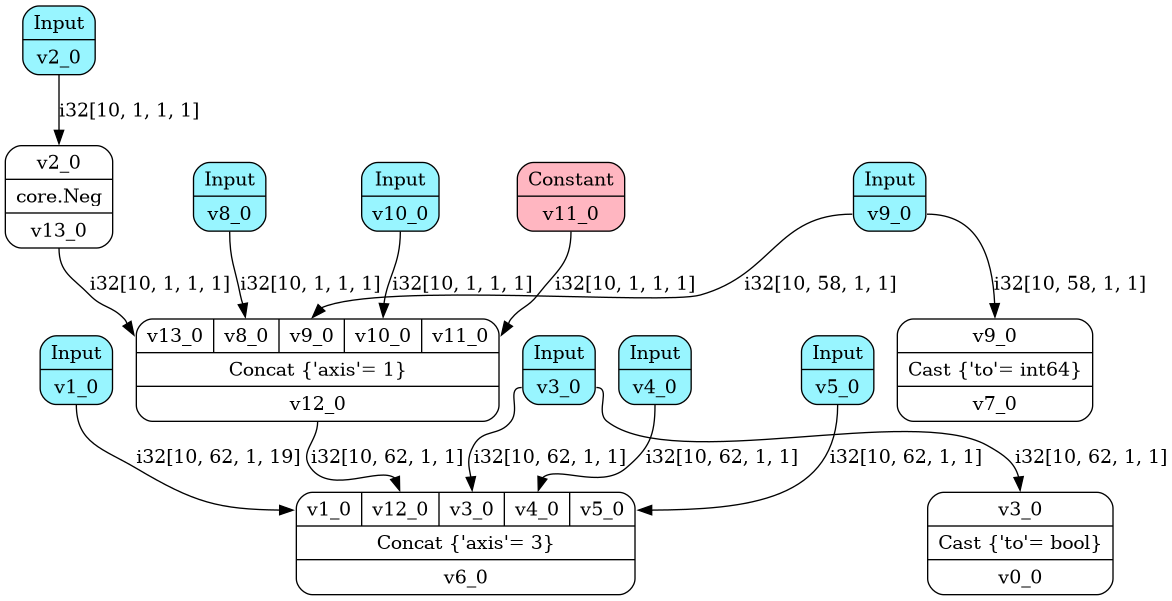 Input
v2_0
i32[10, 1, 1, 1]
v2_0
core.Neg
v13_0
Input
v8_0
Input
v10_0
Constant
v11_0
Input
v9_0
i32[10, 1, 1, 1]
i32[10, 1, 1, 1]
i32[10, 1, 1, 1]
i32[10, 1, 1, 1]
i32[10, 58, 1, 1]
i32[10, 58, 1, 1]
Input
v1_0
v13_0 v8_0 v9_0 v10_0 v11_0
Concat {'axis'= 1}
v12_0
Input
v3_0
Input
v4_0
Input
v5_0
v9_0
Cast {'to'= int64}
v7_0
i32[10, 62, 1, 19]
i32[10, 62, 1, 1]
i32[10, 62, 1, 1]
i32[10, 62, 1, 1]
i32[10, 62, 1, 1]
i32[10, 62, 1, 1]
v1_0 v12_0 v3_0 v4_0 v5_0
Concat {'axis'= 3}
v6_0
v3_0
Cast {'to'= bool}
v0_0